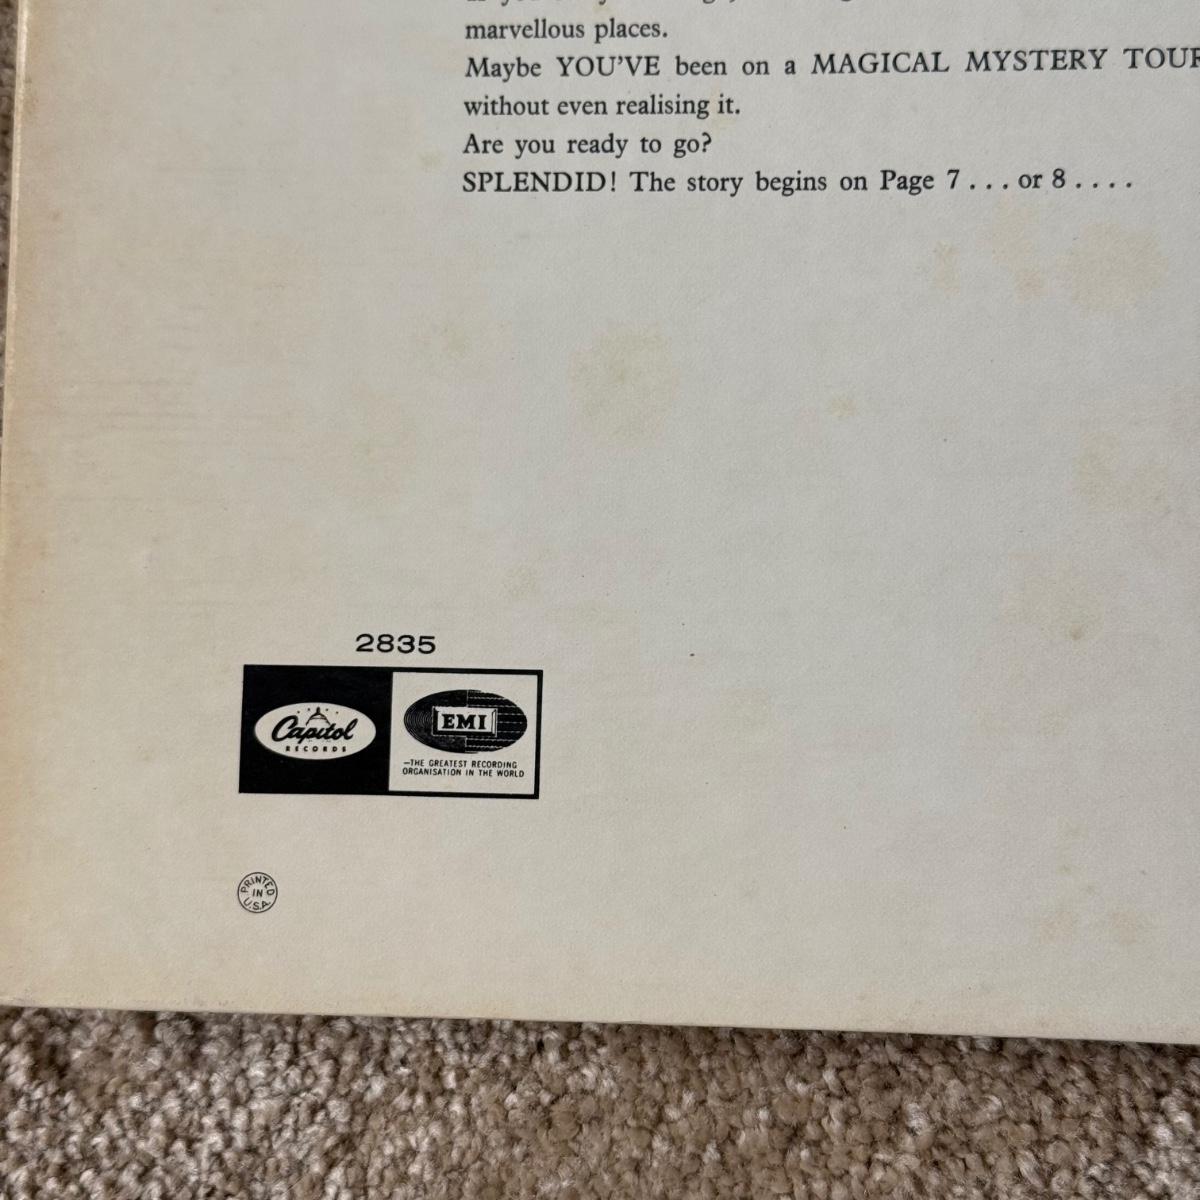 marvellous places.
Maybe YOU'VE been on a MAGICAL MYSTERY TOUR
without even realising it.
Are you ready to go?
SPLENDID! The story begins on Page 7 . . . or 8 . . . .
2835
Capitol
RECORDS
EMI
—THE GREATEST RECORDING
ORGANISATION IN THE WORLD
PRINTED
IN
U.S.A.